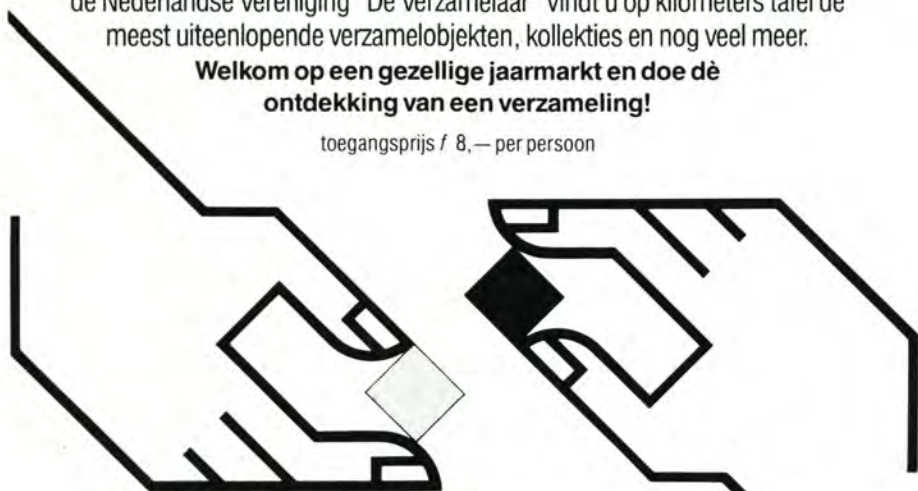 de Nederlandse Vereniging "De Verzamelaar" vindt u op kilometers tafel de
meest uiteenlopende verzamelobjekten, kollekties en nog veel meer.
Welkom op een gezellige jaarmarkt en doe dè
ontdekking van een verzameling!
toegangsprijs f 8,— per persoon